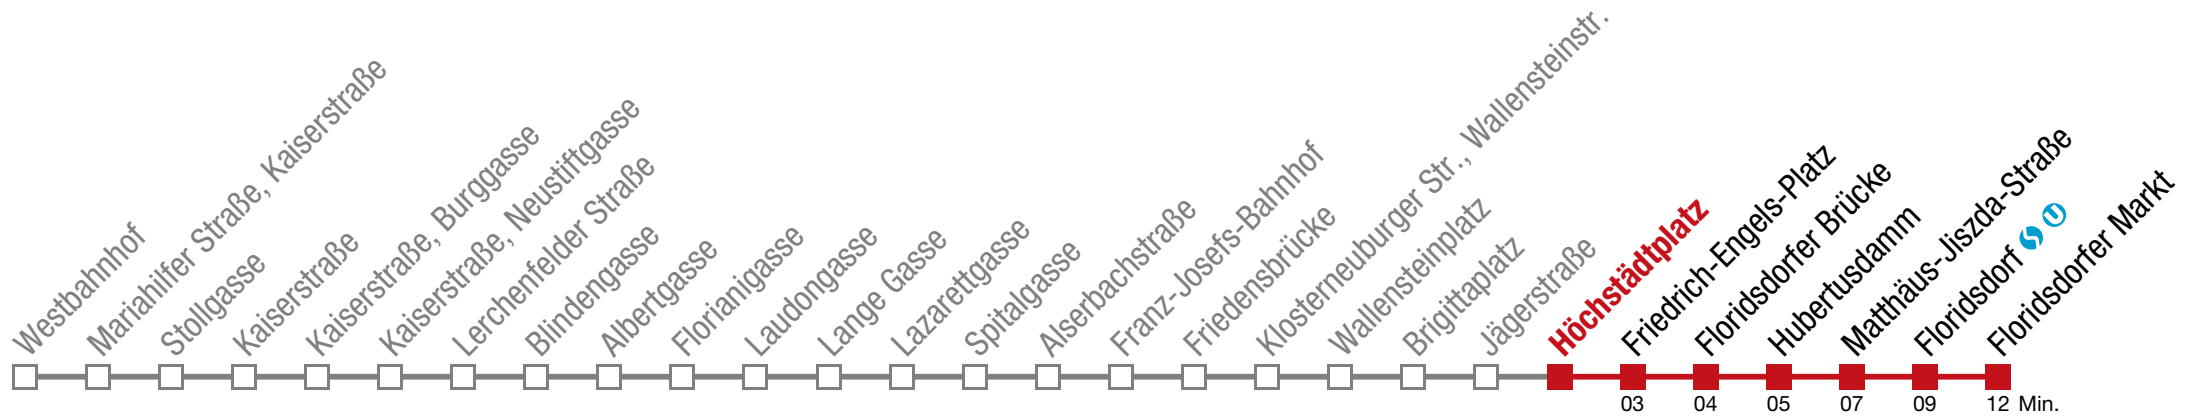 Westbahnhof
Mariahilfer Straße, Kaiserstraße
Stollgasse
Kaiserstraße
Kaiserstraße, Burggasse
Kaiserstraße, Neustiftgasse
Lerchenfelder Straße
Blindengasse
Albertgasse
Florianigasse
Laudongasse
Lange Gasse
Lazarettgasse
Spitalgasse
Alserbachstraße
Franz-Josefs-Bahnhof
Friedensbrücke
Klosterneuburger Str., Wallensteinstr.
Wallensteinplatz
Brigittaplatz
Jägerstraße
Höchstädtplatz
Friedrich-Engels-Platz
Floridsdorfer Brücke
Hubertusdamm
Matthäus-Jiszda-Straße
Floridsdorf S U
Floridsdorfer Markt
03 04 05 07 09 12 Min.